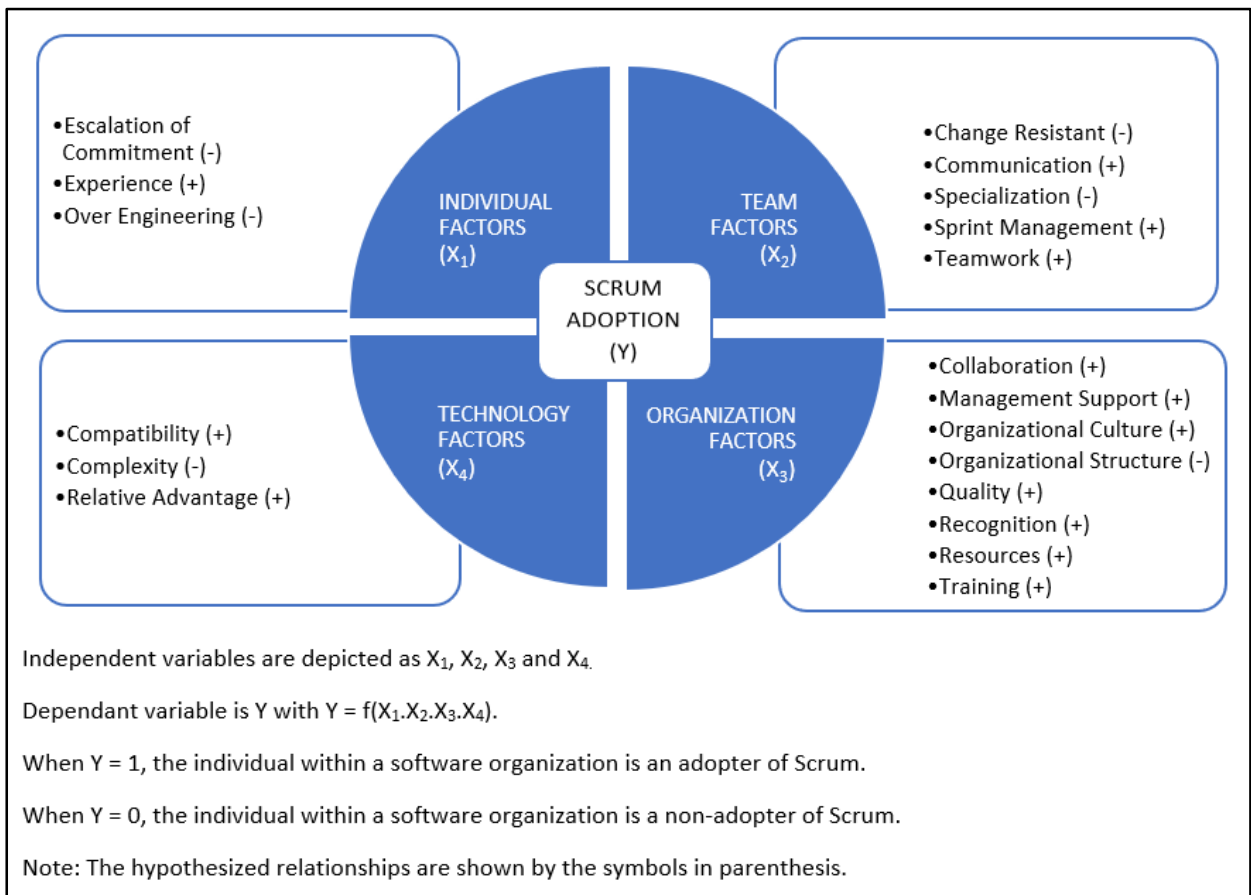 •Escalation of
Commitment (-)
•Experience (+)
•Over Engineering (-)
INDIVIDUAL
FACTORS
(X₁)
TEAM
FACTORS
(X₂)
•Change Resistant (-)
•Communication (+)
•Specialization (-)
•Sprint Management (+)
•Teamwork (+)
SCRUM
ADOPTION
(Y)
•Compatibility (+)
•Complexity (-)
•Relative Advantage (+)
TECHNOLOGY
FACTORS
(X₄)
ORGANIZATION
FACTORS
(X₃)
•Collaboration (+)
•Management Support (+)
•Organizational Culture (+)
•Organizational Structure (-)
•Quality (+)
•Recognition (+)
•Resources (+)
•Training (+)
Independent variables are depicted as X₁, X₂, X₃ and X₄.
Dependant variable is Y with Y = f(X₁.X₂.X₃.X₄).
When Y = 1, the individual within a software organization is an adopter of Scrum.
When Y = 0, the individual within a software organization is a non-adopter of Scrum.
Note: The hypothesized relationships are shown by the symbols in parenthesis.